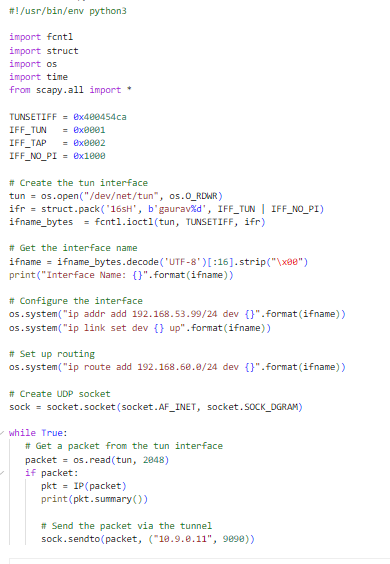 #!/usr/bin/env python3
import fcntl
import struct
import os
import time
from scapy.all import *
TUNSETIFF = 0x400454ca
IFF_TUN   = 0x0001
IFF_TAP   = 0x0002
IFF_NO_PI = 0x1000
# Create the tun interface
tun = os.open("/dev/net/tun", os.O_RDWR)
ifr = struct.pack('16sH', b'gaurav%d', IFF_TUN | IFF_NO_PI)
ifname_bytes  = fcntl.ioctl(tun, TUNSETIFF, ifr)
# Get the interface name
ifname = ifname_bytes.decode('UTF-8')[:16].strip("\x00")
print("Interface Name: {}".format(ifname))
# Configure the interface
os.system("ip addr add 192.168.53.99/24 dev {}".format(ifname))
os.system("ip link set dev {} up".format(ifname))
# Set up routing
os.system("ip route add 192.168.60.0/24 dev {}".format(ifname))
# Create UDP socket
sock = socket.socket(socket.AF_INET, socket.SOCK_DGRAM)
while True:
    # Get a packet from the tun interface
    packet = os.read(tun, 2048)
    if packet:
        pkt = IP(packet)
        print(pkt.summary())
        # Send the packet via the tunnel
        sock.sendto(packet, ("10.9.0.11", 9090))